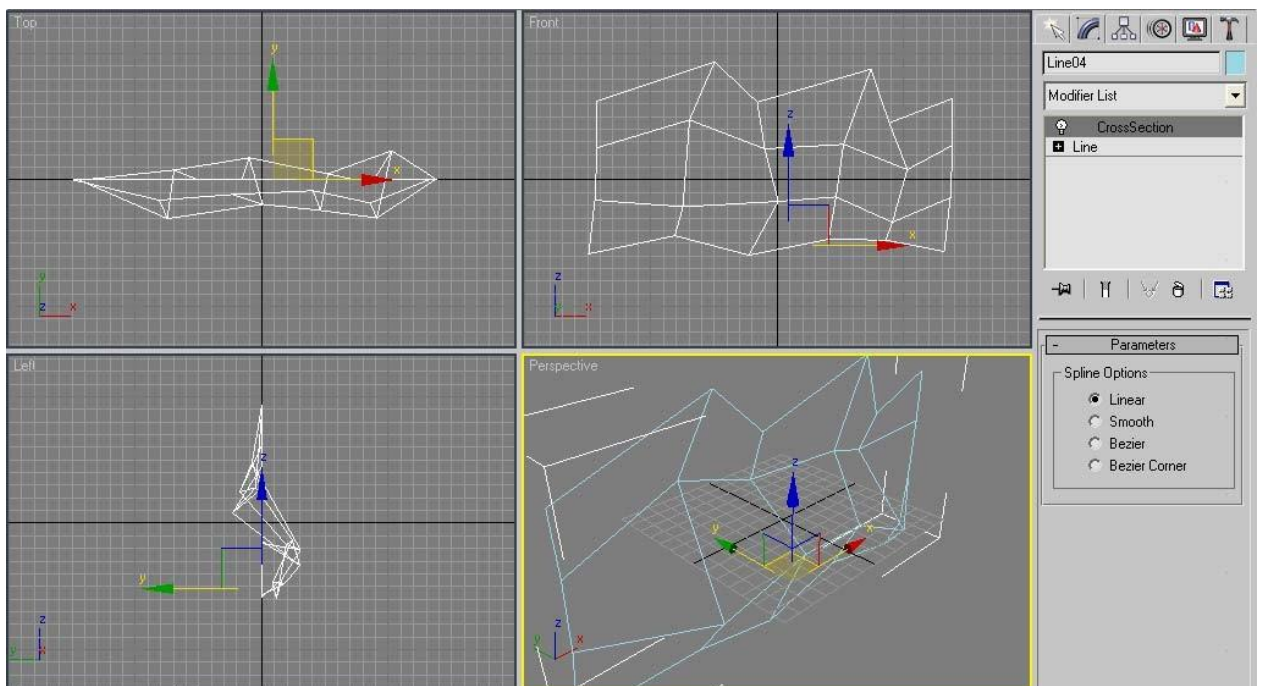 Top
y
x
y
z x
Front
z
x
z
y x
Left
z
y
z
y x
Perspective
z
y x
z
y x
Line04
Modifier List
CrossSection
Line
- Parameters
Spline Options
Linear
Smooth
Bezier
Bezier Corner